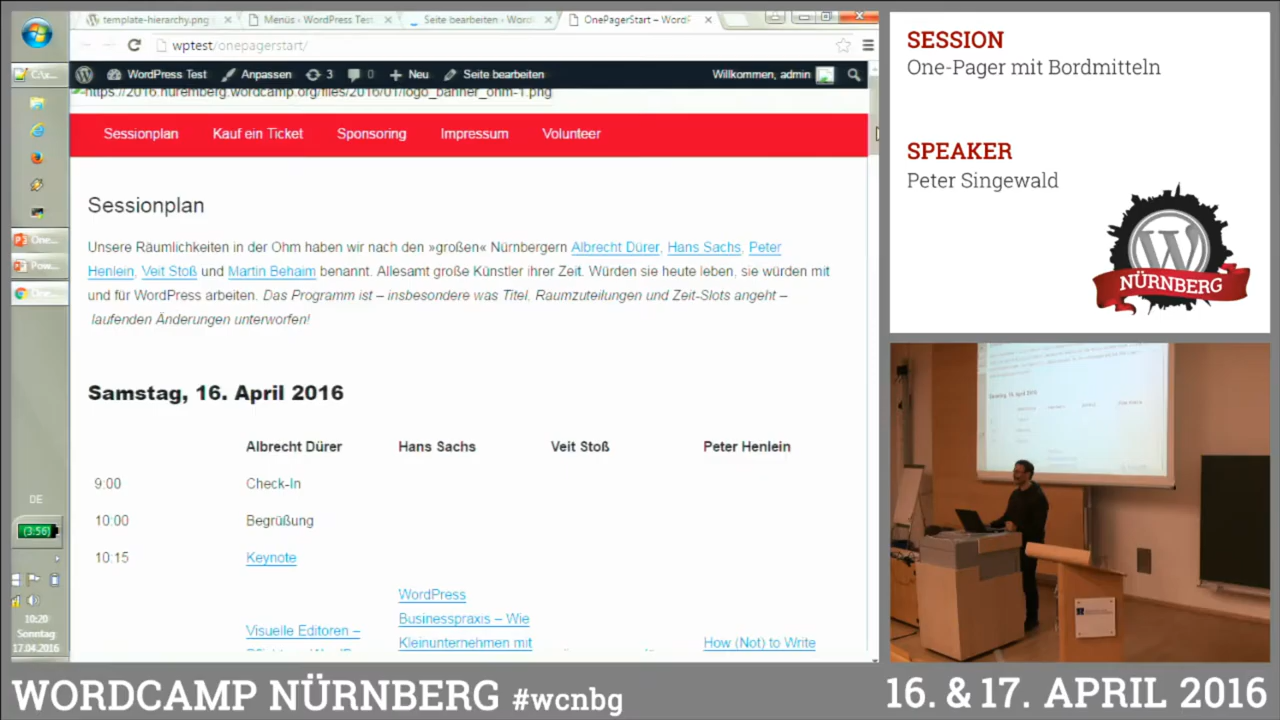 template-hierarchy.png
Menüs ‹ WordPress Test
Seite bearbeiten ‹ Word
OnePagerStart – WordF
wptest/onepagerstart/
WordPress Test
Anpassen
3
0
Neu
Seite bearbeiten
Willkommen, admin
https://2016.nuremberg.wordcamp.org/files/2016/01/logo_banner_ohm-1.png
Sessionplan
Kauf ein Ticket
Sponsoring
Impressum
Volunteer
Sessionplan
Unsere Räumlichkeiten in der Ohm haben wir nach den »großen« Nürnbergern Albrecht Dürer, Hans Sachs, Peter
Henlein, Veit Stoß und Martin Behaim benannt. Allesamt große Künstler ihrer Zeit. Würden sie heute leben, sie würden mit
und für WordPress arbeiten. Das Programm ist – insbesondere was Titel, Raumzuteilungen und Zeit-Slots angeht –
laufenden Änderungen unterworfen!
Samstag, 16. April 2016
Albrecht Dürer Hans Sachs Veit Stoß Peter Henlein
9:00 Check-In
10:00 Begrüßung
10:15 Keynote
WordPress
Businesspraxis – Wie
Visuelle Editoren –
Kleinunternehmen mit
How (Not) to Write
C:\x...
One...
Pow...
One...
DE
(3:56)
10:20
Sonntag
17.04.2016
SESSION
One-Pager mit Bordmitteln
SPEAKER
Peter Singewald
NÜRNBERG
WORDCAMP NÜRNBERG #wcnbg
16. & 17. APRIL 2016